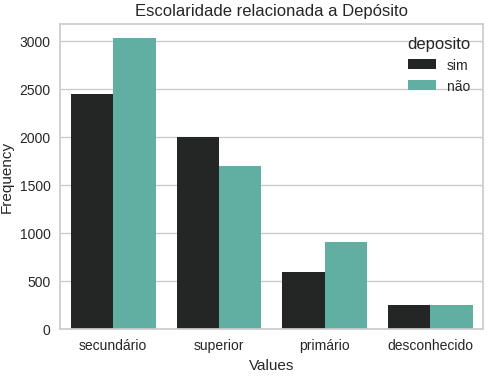 Escolaridade relacionada a Depósito
deposito
sim
não
3000
2500
2000
1500
1000
500
0
Frequency
secundário superior primário desconhecido
Values